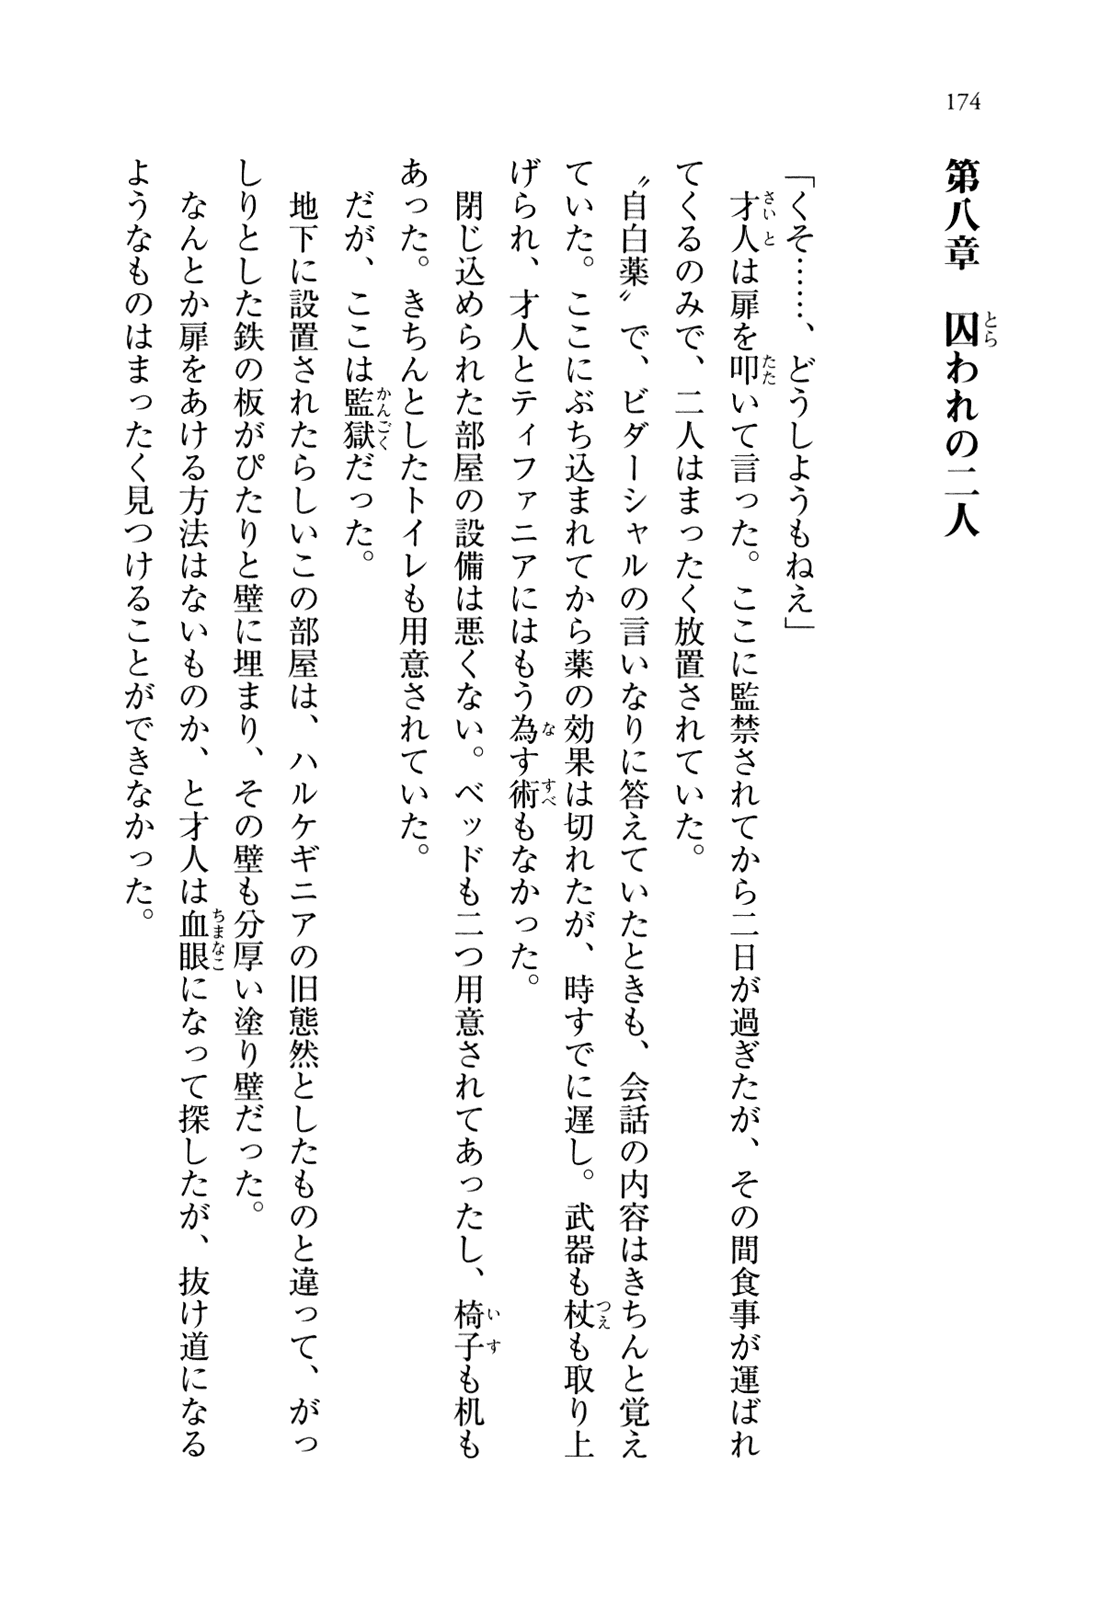 174
第八章　囚われの二人
「くそ……、どうしようもねえ」
　才人は扉を叩いて言った。ここに監禁されてから二日が過ぎたが、その間食事が運ばれ
てくるのみで、二人はまったく放置されていた。
〝自白薬〟で、ビダーシャルの言いなりに答えていたときも、会話の内容はきちんと覚え
ていた。ここにぶち込まれてから薬の効果は切れたが、時すでに遅し。武器も杖も取り上
げられ、才人とティファニアにはもう為す術もなかった。
　閉じ込められた部屋の設備は悪くない。ベッドも二つ用意されてあったし、椅子も机も
あった。きちんとしたトイレも用意されていた。
　だが、ここは監獄だった。
　地下に設置されたらしいこの部屋は、ハルケギニアの旧態然としたものと違って、がっ
しりとした鉄の板がぴたりと壁に埋まり、その壁も分厚い塗り壁だった。
　なんとか扉をあける方法はないものか、と才人は血眼になって探したが、抜け道になる
ようなものはまったく見つけることができなかった。